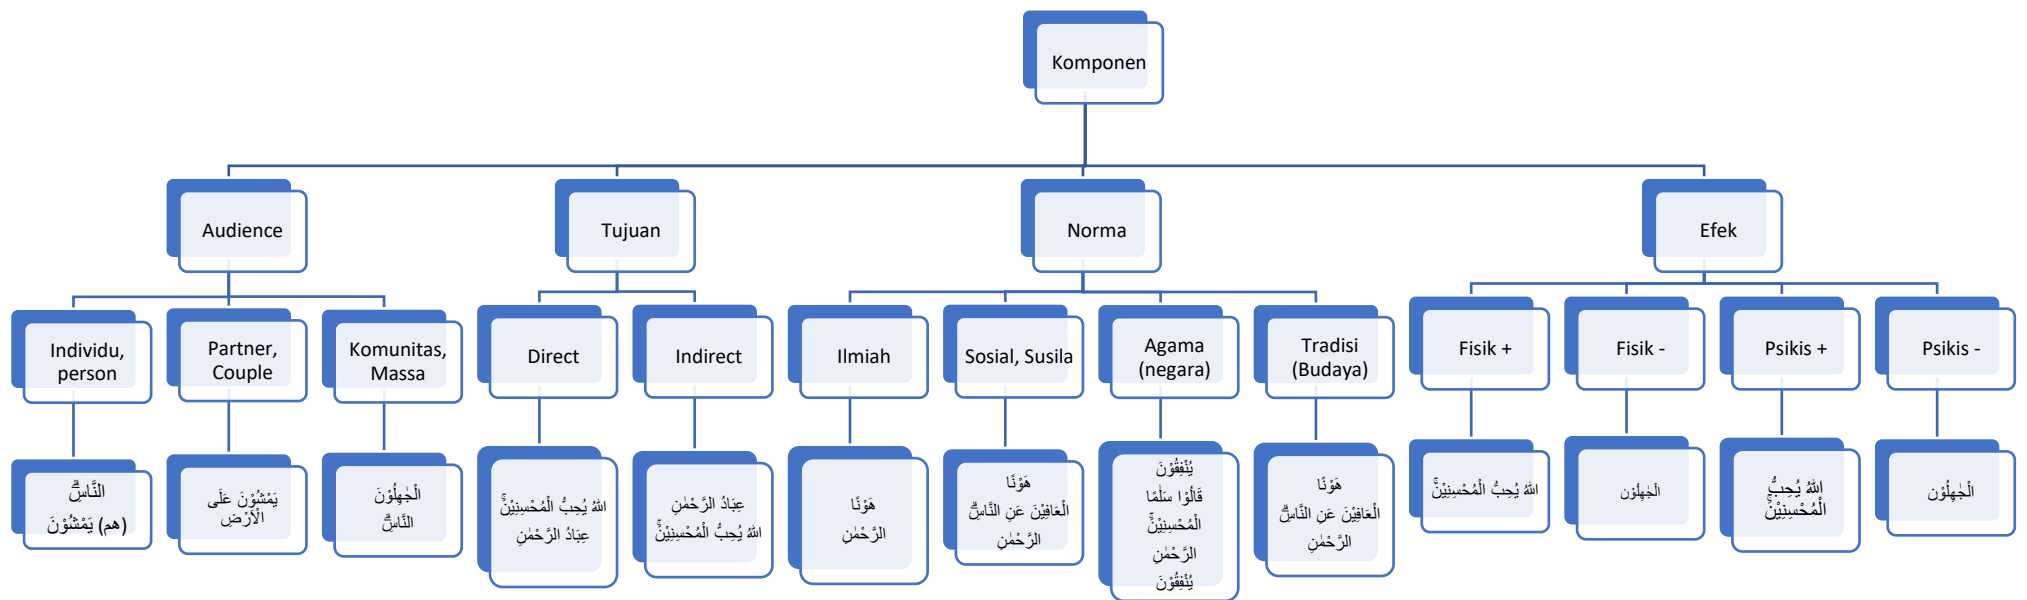 Komponen
Audience
Tujuan
Norma
Efek
Individu,
person
Partner,
Couple
Komunitas,
Massa
Direct
Indirect
Ilmiah
Sosial, Susila
Agama
(negara)
Tradisi
(Budaya)
Fisik +
Fisik -
Psikis +
Psikis -
النَّاسِۗ
(هم) يَمْشُوْنَ
يَمْشُوْنَ عَلَى
الْاَرْضِ
الْجٰهِلُوْنَ
النَّاسِۗ
اللّٰهُ يُحِبُّ الْمُحْسِنِيْنَۚ
عِبَادُ الرَّحْمٰنِ
عِبَادُ الرَّحْمٰنِ
اللّٰهُ يُحِبُّ الْمُحْسِنِيْنَۚ
هَوْنًا
الرَّحْمٰنِ
هَوْنًا
الْعَافِيْنَ عَنِ النَّاسِۗ
الرَّحْمٰنِ
يُنْفِقُوْنَ
قَالُوْا سَلٰمًا
الْمُحْسِنِيْنَۚ
الرَّحْمٰنِ
يُنْفِقُوْنَ
هَوْنًا
الْعَافِيْنَ عَنِ النَّاسِۗ
الرَّحْمٰنِ
اللّٰهُ يُحِبُّ الْمُحْسِنِيْنَۚ
الْجٰهِلُوْن
اللّٰهُ يُحِبُّ
الْمُحْسِنِيْنَۚ
الْجٰهِلُوْن